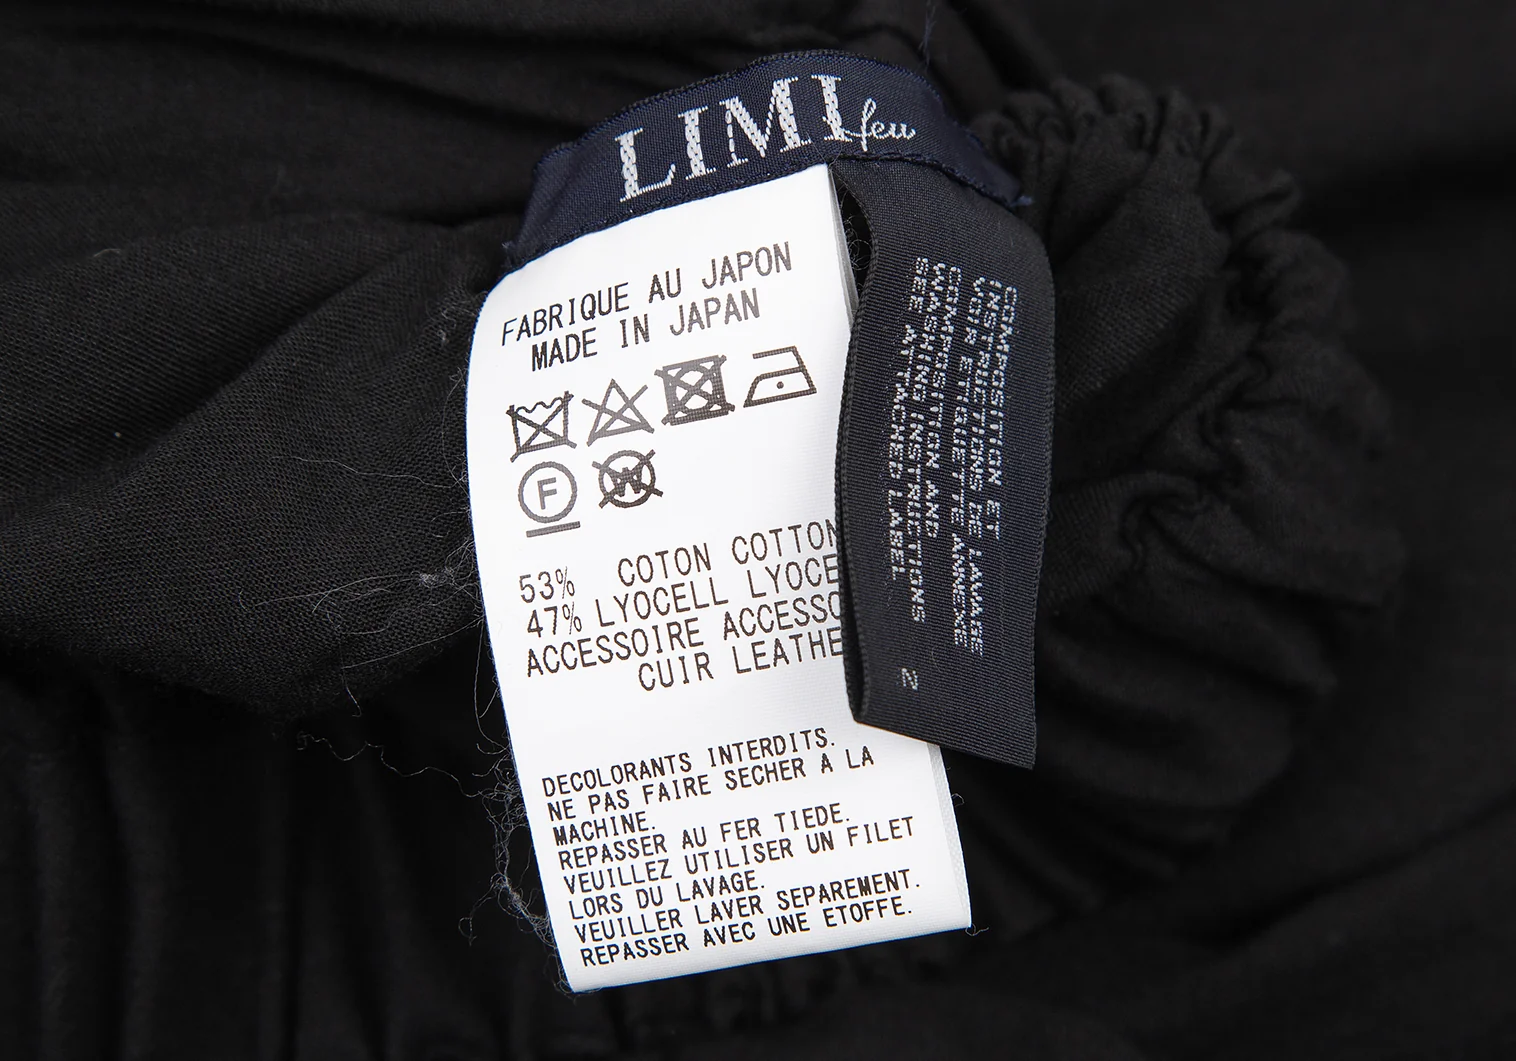 LIMI feu
FABRIQUE AU JAPON
MADE IN JAPAN
F
W
53% COTON COTTON
47% LYOCELL LYOCE
ACCESSOIRE ACCESSO
CUIR LEATHE
DECOLORANTS INTERDITS.
NE PAS FAIRE SECHER A LA
MACHINE.
REPASSER AU FER TIEDE.
VEUILLEZ UTILISER UN FILET
LORS DU LAVAGE.
VEUILLER LAVER SEPAREMENT.
REPASSER AVEC UNE ETOFFE.
COMPOSITION ET
INSTRUCTIONS DE LAVAGE
VOIR ETIQUETTE ANNEXE
COMPOSITION AND
WASHING INSTRUCTIONS
SEE ATTACHED LABEL
2